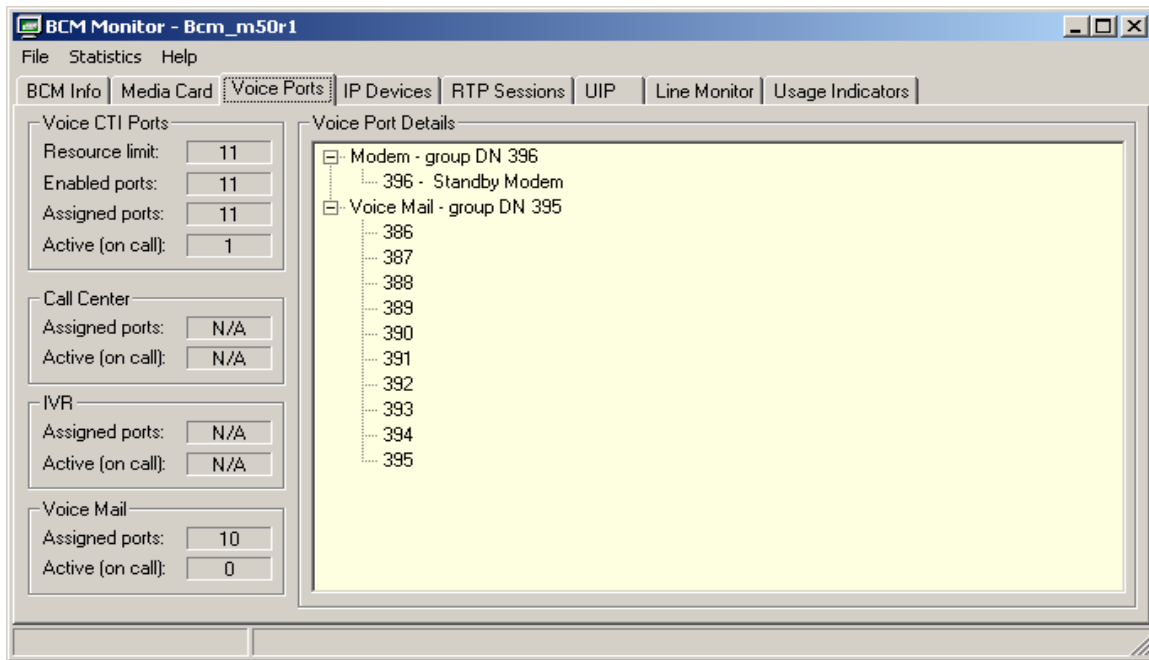 BCM Monitor - Bcm_m50r1
File Statistics Help
BCM Info Media Card Voice Ports IP Devices RTP Sessions UIP Line Monitor Usage Indicators
Voice CTI Ports
Resource limit: 11
Enabled ports: 11
Assigned ports: 11
Active (on call): 1
Call Center
Assigned ports: N/A
Active (on call): N/A
IVR
Assigned ports: N/A
Active (on call): N/A
Voice Mail
Assigned ports: 10
Active (on call): 0
Voice Port Details
Modem - group DN 396
396 - Standby Modem
Voice Mail - group DN 395
386
387
388
389
390
391
392
393
394
395